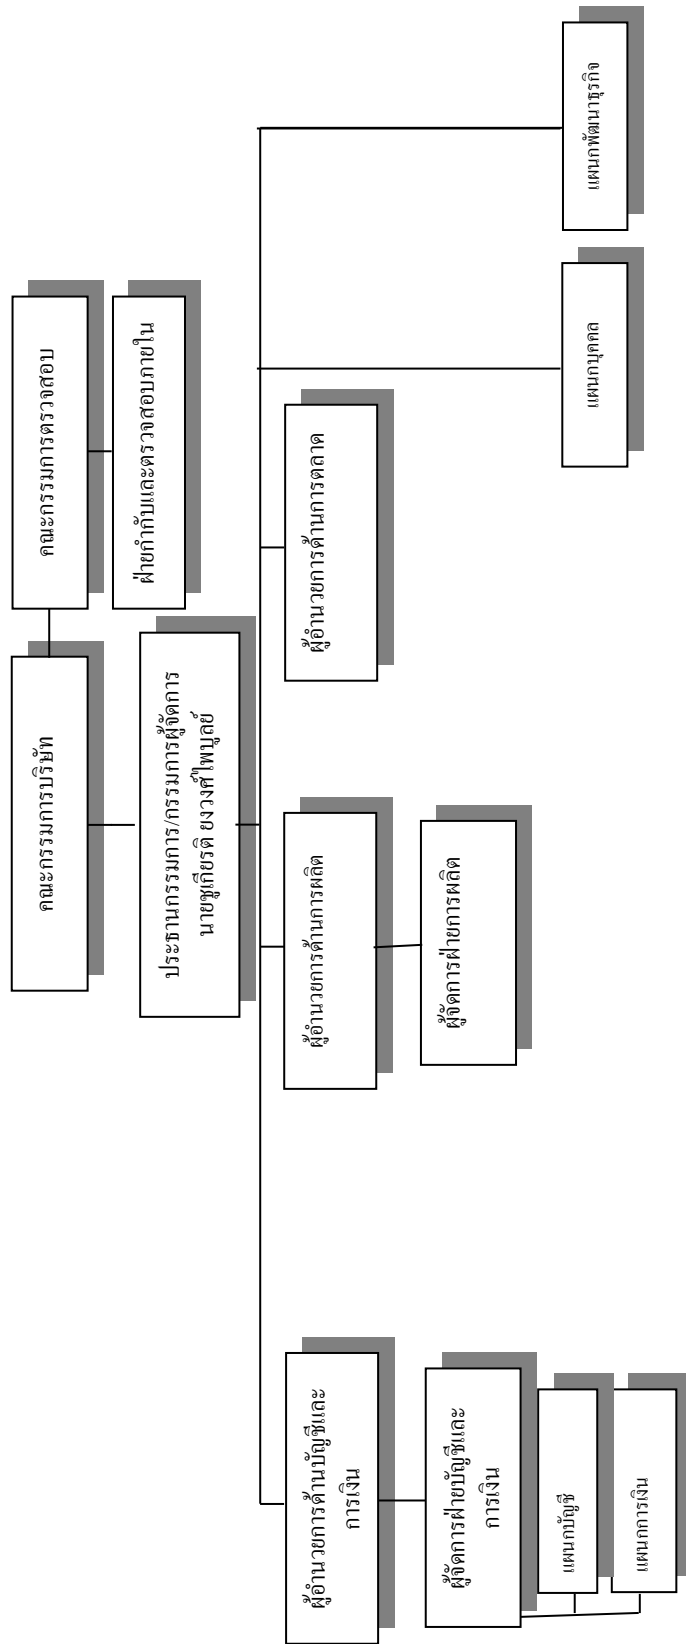 คณะกรรมการบริษัท
คณะกรรมการตรวจสอบ
ฝ่ายกำกับและตรวจสอบภายใน
ประธานกรรมการ/กรรมการผู้จัดการ
นายชูเกียรติ ยงวงศ์ไพบูลย์
ผู้อำนวยการด้านบัญชีและ
การเงิน
ผู้อำนวยการด้านการผลิต
ผู้อำนวยการด้านการตลาด
ผู้จัดการฝ่ายบัญชีและ
การเงิน
ผู้จัดการฝ่ายการผลิต
แผนกบัญชี
แผนกการเงิน
แผนกบุคคล
แผนกพัฒนาธุรกิจ